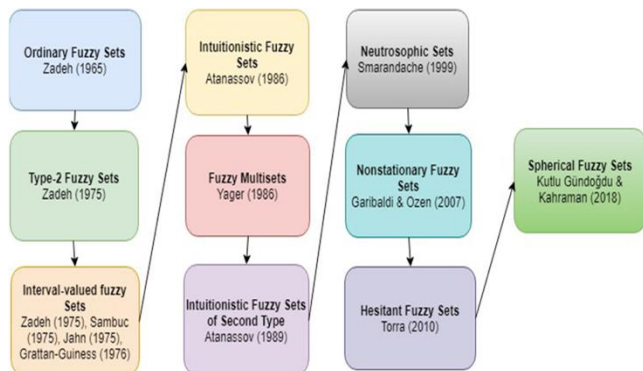 Ordinary Fuzzy Sets
Zadeh (1965)
Type-2 Fuzzy Sets
Zadeh (1975)
Interval-valued fuzzy
Sets
Zadeh (1975), Sambuc
(1975), Jahn (1975),
Grattan-Guiness (1976)
Intuitionistic Fuzzy
Sets
Atanassov (1986)
Fuzzy Multisets
Yager (1986)
Intuitionistic Fuzzy Sets
of Second Type
Atanassov (1989)
Neutrosophic Sets
Smarandache (1999)
Nonstationary Fuzzy
Sets
Garibaldi & Ozen (2007)
Hesitant Fuzzy Sets
Torra (2010)
Spherical Fuzzy Sets
Kutlu Gündoğdu &
Kahraman (2018)